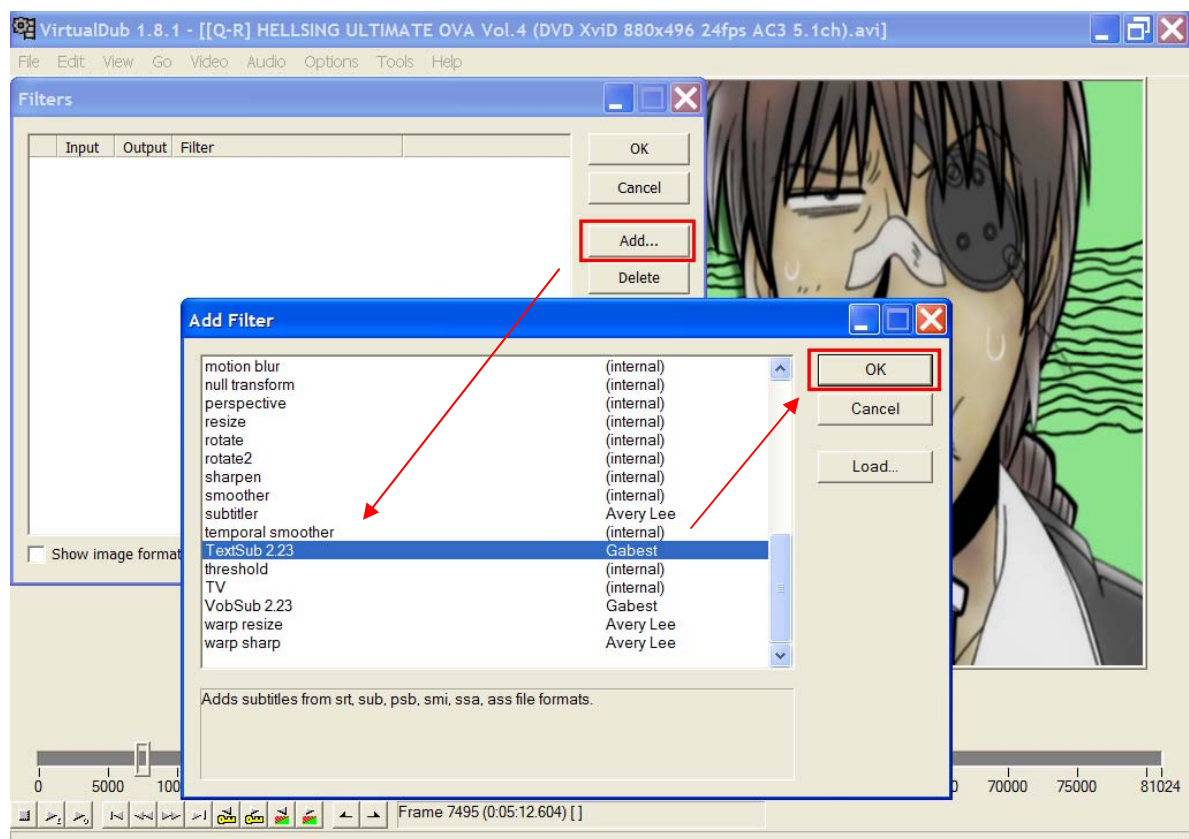 VirtualDub 1.8.1 - [[Q-R] HELLSING ULTIMATE OVA Vol.4 (DVD XviD 880x496 24fps AC3 5.1ch).avi]
File Edit View Go Video Audio Options Tools Help
Filters
Input Output Filter
OK
Cancel
Add...
Delete
Add Filter
motion blur (internal)
null transform (internal)
perspective (internal)
resize (internal)
rotate (internal)
rotate2 (internal)
sharpen (internal)
smoother (internal)
subtitler Avery Lee
temporal smoother (internal)
TextSub 2.23 Gabest
threshold (internal)
TV (internal)
VobSub 2.23 Gabest
warp resize Avery Lee
warp sharp Avery Lee
OK
Cancel
Load...
Show image format
Adds subtitles from srt, sub, psb, smi, ssa, ass file formats.
0 5000 100 0 70000 75000 81024
Frame 7495 (0:05:12.604) [ ]